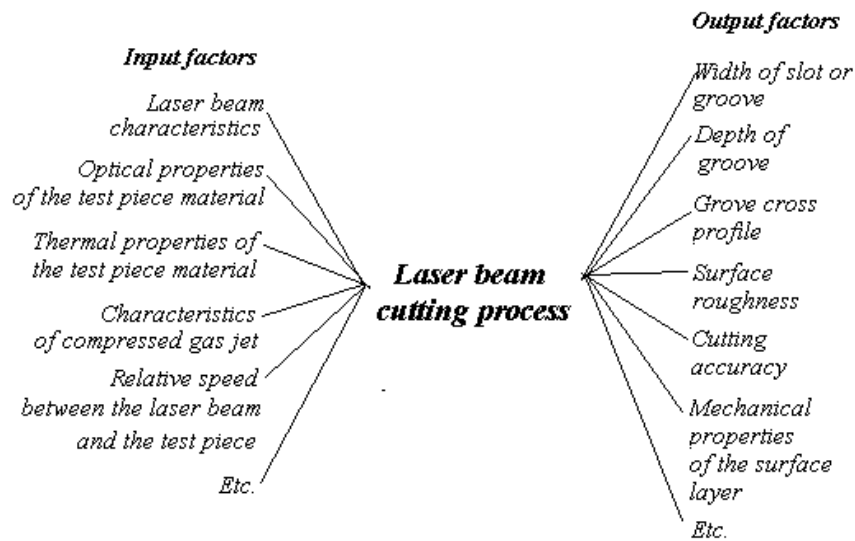 Input factors
Laser beam
characteristics
Optical properties
of the test piece material
Thermal properties of
the test piece material
Characteristics
of compressed gas jet
Relative speed
between the laser beam
and the test piece
Etc.
Laser beam
cutting process
Output factors
Width of slot or
groove
Depth of
groove
Grove cross
profile
Surface
roughness
Cutting
accuracy
Mechanical
properties
of the surface
layer
Etc.